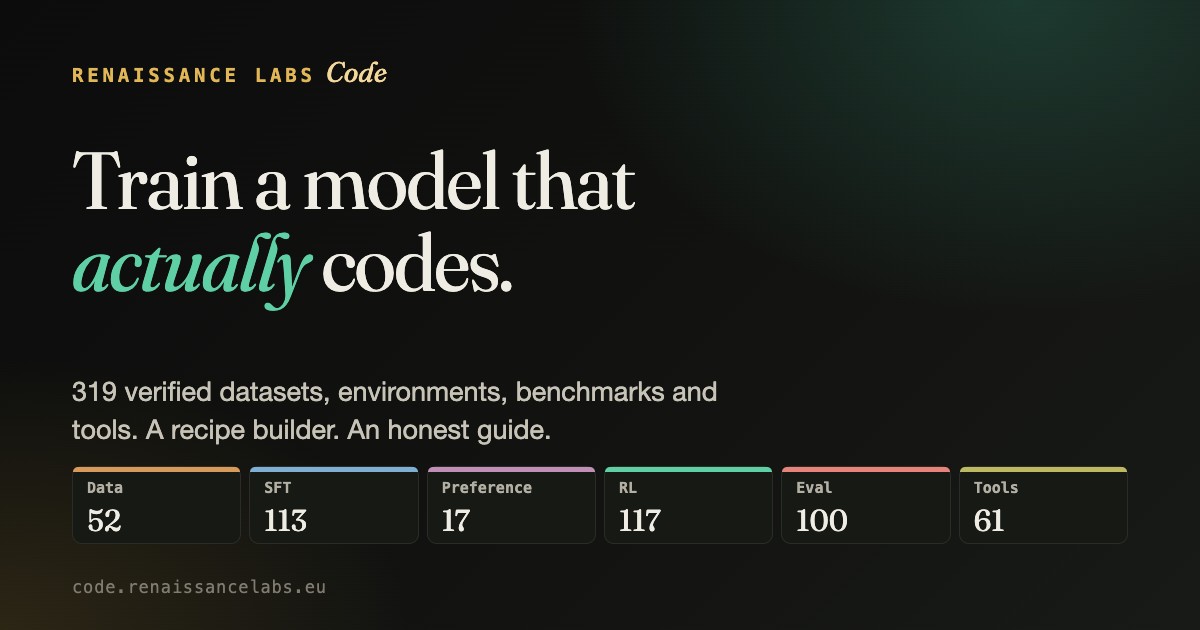 RENAISSANCE LABS Code
Train a model that
actually codes.
319 verified datasets, environments, benchmarks and
tools. A recipe builder. An honest guide.
Data
52
SFT
113
Preference
17
RL
117
Eval
100
Tools
61
code.renaissancelabs.eu